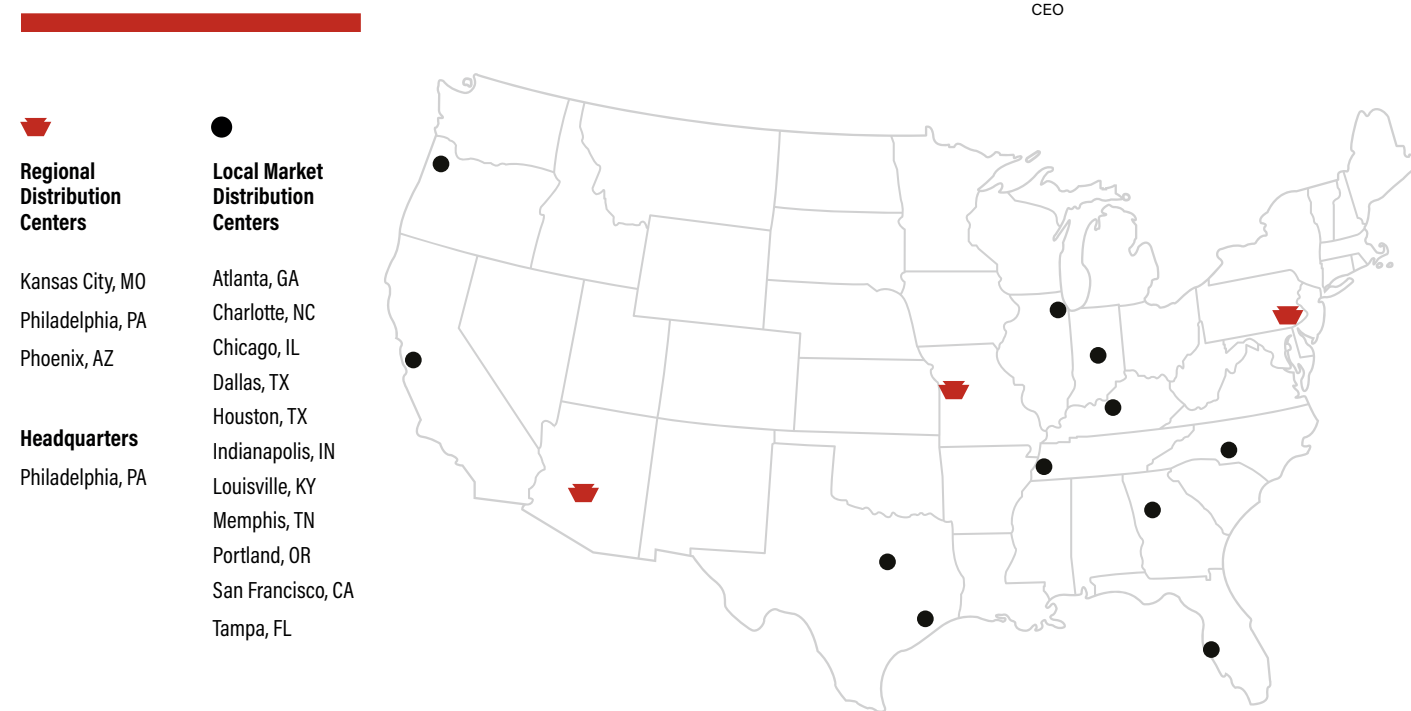 CEO
Regional
Distribution
Centers
Kansas City, MO
Philadelphia, PA
Phoenix, AZ
Headquarters
Philadelphia, PA
Local Market
Distribution
Centers
Atlanta, GA
Charlotte, NC
Chicago, IL
Dallas, TX
Houston, TX
Indianapolis, IN
Louisville, KY
Memphis, TN
Portland, OR
San Francisco, CA
Tampa, FL